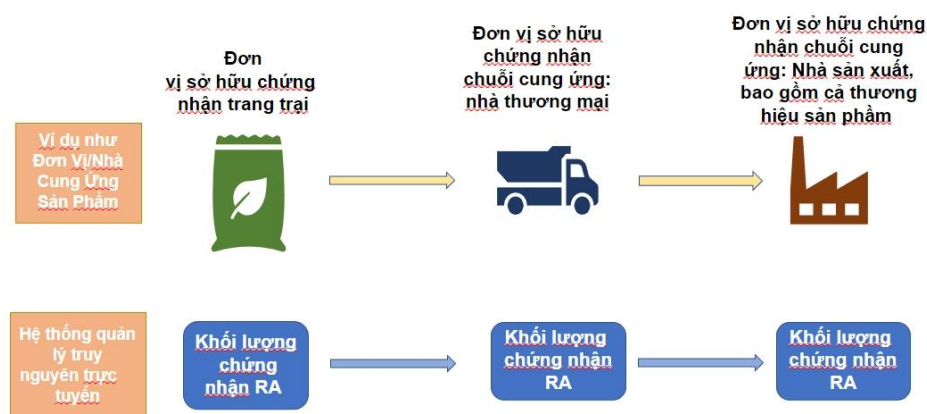 Đơn
vị sở hữu chứng
nhận trang trại
Đơn vị sở hữu
chứng nhận
chuỗi cung ứng:
nhà thương mại
Đơn vị sở hữu chứng
nhận chuỗi cung
ứng: Nhà sản xuất,
bao gồm cả thương
hiệu sản phẩm
Ví dụ như
Đơn Vị/Nhà
Cung Ứng
Sản Phẩm
Hệ thống quản
lý truy
nguyên trực
tuyến
Khối lượng
chứng
nhận RA
Khối lượng
chứng nhận
RA
Khối lượng
chứng nhận
RA